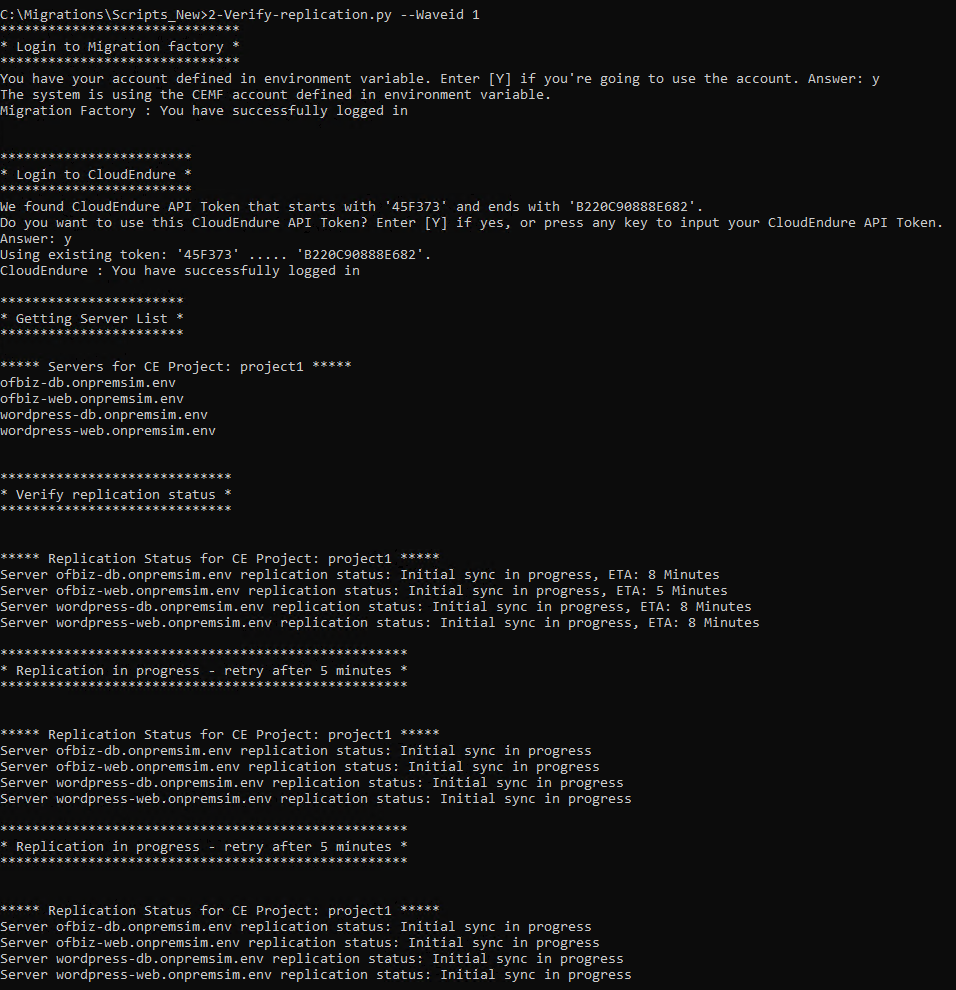 C:\Migrations\Scripts_New>2-Verify-replication.py --Waveid 1
******************************
* Login to Migration factory *
******************************
You have your account defined in environment variable. Enter [Y] if you're going to use the account. Answer: y
The system is using the CEMF account defined in environment variable.
Migration Factory : You have successfully logged in
************************
* Login to CloudEndure *
************************
We found CloudEndure API Token that starts with '45F373' and ends with 'B220C90888E682'.
Do you want to use this CloudEndure API Token? Enter [Y] if yes, or press any key to input your CloudEndure API Token.
Answer: y
Using existing token: '45F373' ..... 'B220C90888E682'.
CloudEndure : You have successfully logged in
***********************
* Getting Server List *
***********************
***** Servers for CE Project: project1 *****
ofbiz-db.onpremsim.env
ofbiz-web.onpremsim.env
wordpress-db.onpremsim.env
wordpress-web.onpremsim.env
*****************************
* Verify replication status *
*****************************
***** Replication Status for CE Project: project1 *****
Server ofbiz-db.onpremsim.env replication status: Initial sync in progress, ETA: 8 Minutes
Server ofbiz-web.onpremsim.env replication status: Initial sync in progress, ETA: 5 Minutes
Server wordpress-db.onpremsim.env replication status: Initial sync in progress, ETA: 8 Minutes
Server wordpress-web.onpremsim.env replication status: Initial sync in progress, ETA: 8 Minutes
***************************************************
* Replication in progress - retry after 5 minutes *
***************************************************
***** Replication Status for CE Project: project1 *****
Server ofbiz-db.onpremsim.env replication status: Initial sync in progress
Server ofbiz-web.onpremsim.env replication status: Initial sync in progress
Server wordpress-db.onpremsim.env replication status: Initial sync in progress
Server wordpress-web.onpremsim.env replication status: Initial sync in progress
***************************************************
* Replication in progress - retry after 5 minutes *
***************************************************
***** Replication Status for CE Project: project1 *****
Server ofbiz-db.onpremsim.env replication status: Initial sync in progress
Server ofbiz-web.onpremsim.env replication status: Initial sync in progress
Server wordpress-db.onpremsim.env replication status: Initial sync in progress
Server wordpress-web.onpremsim.env replication status: Initial sync in progress